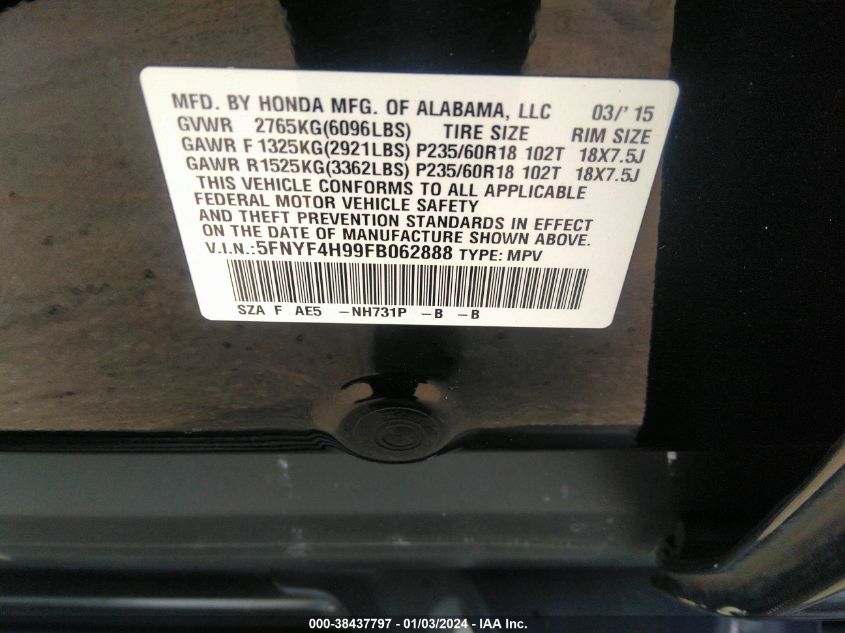 MFD. BY HONDA MFG. OF ALABAMA, LLC 03/' 15
GVWR 2765KG(6096LBS) TIRE SIZE RIM SIZE
GAWR F 1325KG(2921LBS) P235/60R18 102T 18X7.5J
GAWR R1525KG(3362LBS) P235/60R18 102T 18X7.5J
THIS VEHICLE CONFORMS TO ALL APPLICABLE
FEDERAL MOTOR VEHICLE SAFETY
AND THEFT PREVENTION STANDARDS IN EFFECT
ON THE DATE OF MANUFACTURE SHOWN ABOVE.
V.I.N.:5FNYF4H99FB062888 TYPE: MPV
SZA F AE5 -NH731P -B -B
000-38437797 - 01/03/2024 - IAA Inc.